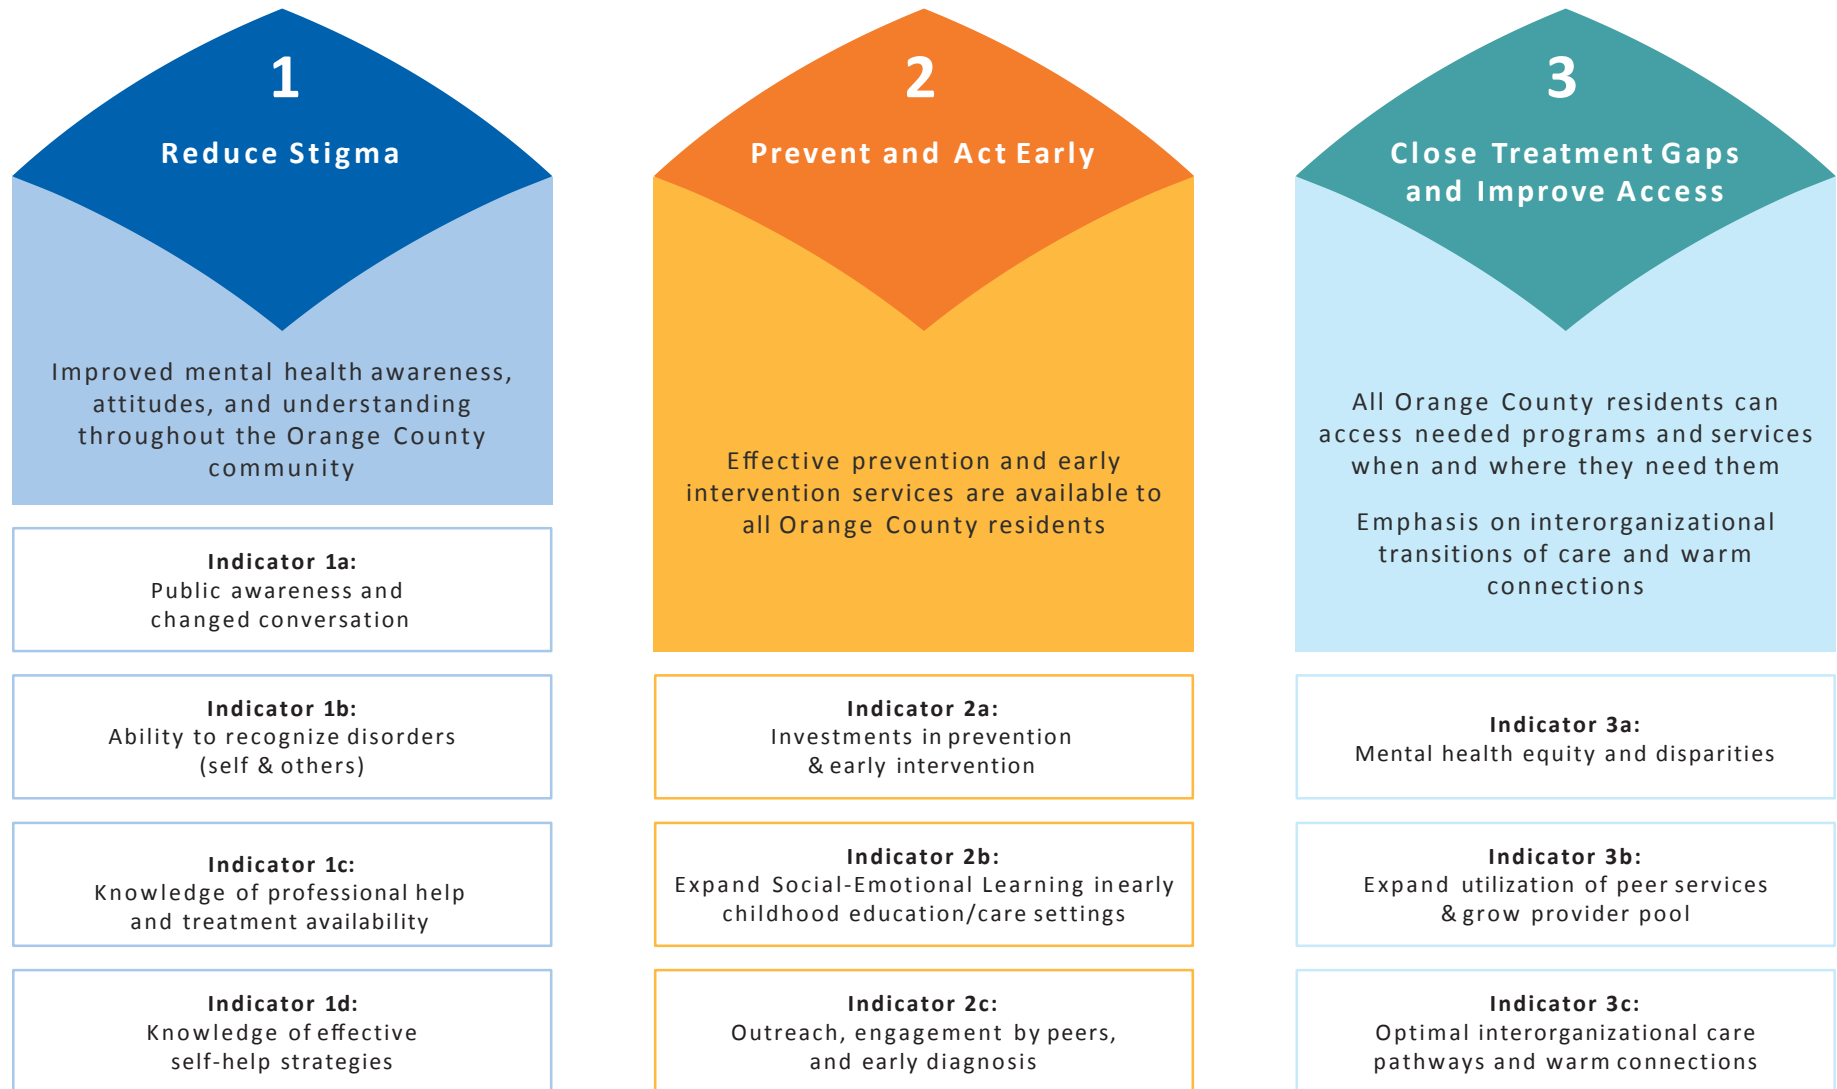 1
Reduce Stigma
Improved mental health awareness,
attitudes, and understanding
throughout the Orange County
community
Indicator 1a:
Public awareness and
changed conversation
Indicator 1b:
Ability to recognize disorders
(self & others)
Indicator 1c:
Knowledge of professional help
and treatment availability
Indicator 1d:
Knowledge of effective
self-help strategies
2
Prevent and Act Early
Effective prevention and early
intervention services are available to
all Orange County residents
Indicator 2a:
Investments in prevention
& early intervention
Indicator 2b:
Expand Social-Emotional Learning in early
childhood education/care settings
Indicator 2c:
Outreach, engagement by peers,
and early diagnosis
3
Close Treatment Gaps
and Improve Access
All Orange County residents can
access needed programs and services
when and where they need them
Emphasis on interorganizational
transitions of care and warm
connections
Indicator 3a:
Mental health equity and disparities
Indicator 3b:
Expand utilization of peer services
& grow provider pool
Indicator 3c:
Optimal interorganizational care
pathways and warm connections